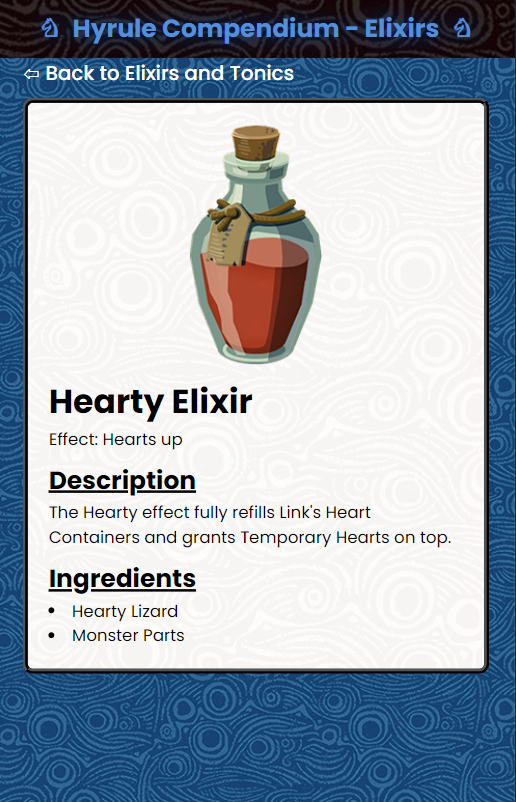 ♘ Hyrule Compendium - Elixirs ♘
⇦ Back to Elixirs and Tonics
Hearty Elixir
Effect: Hearts up
Description
The Hearty effect fully refills Link's Heart
Containers and grants Temporary Hearts on top.
Ingredients
• Hearty Lizard
• Monster Parts